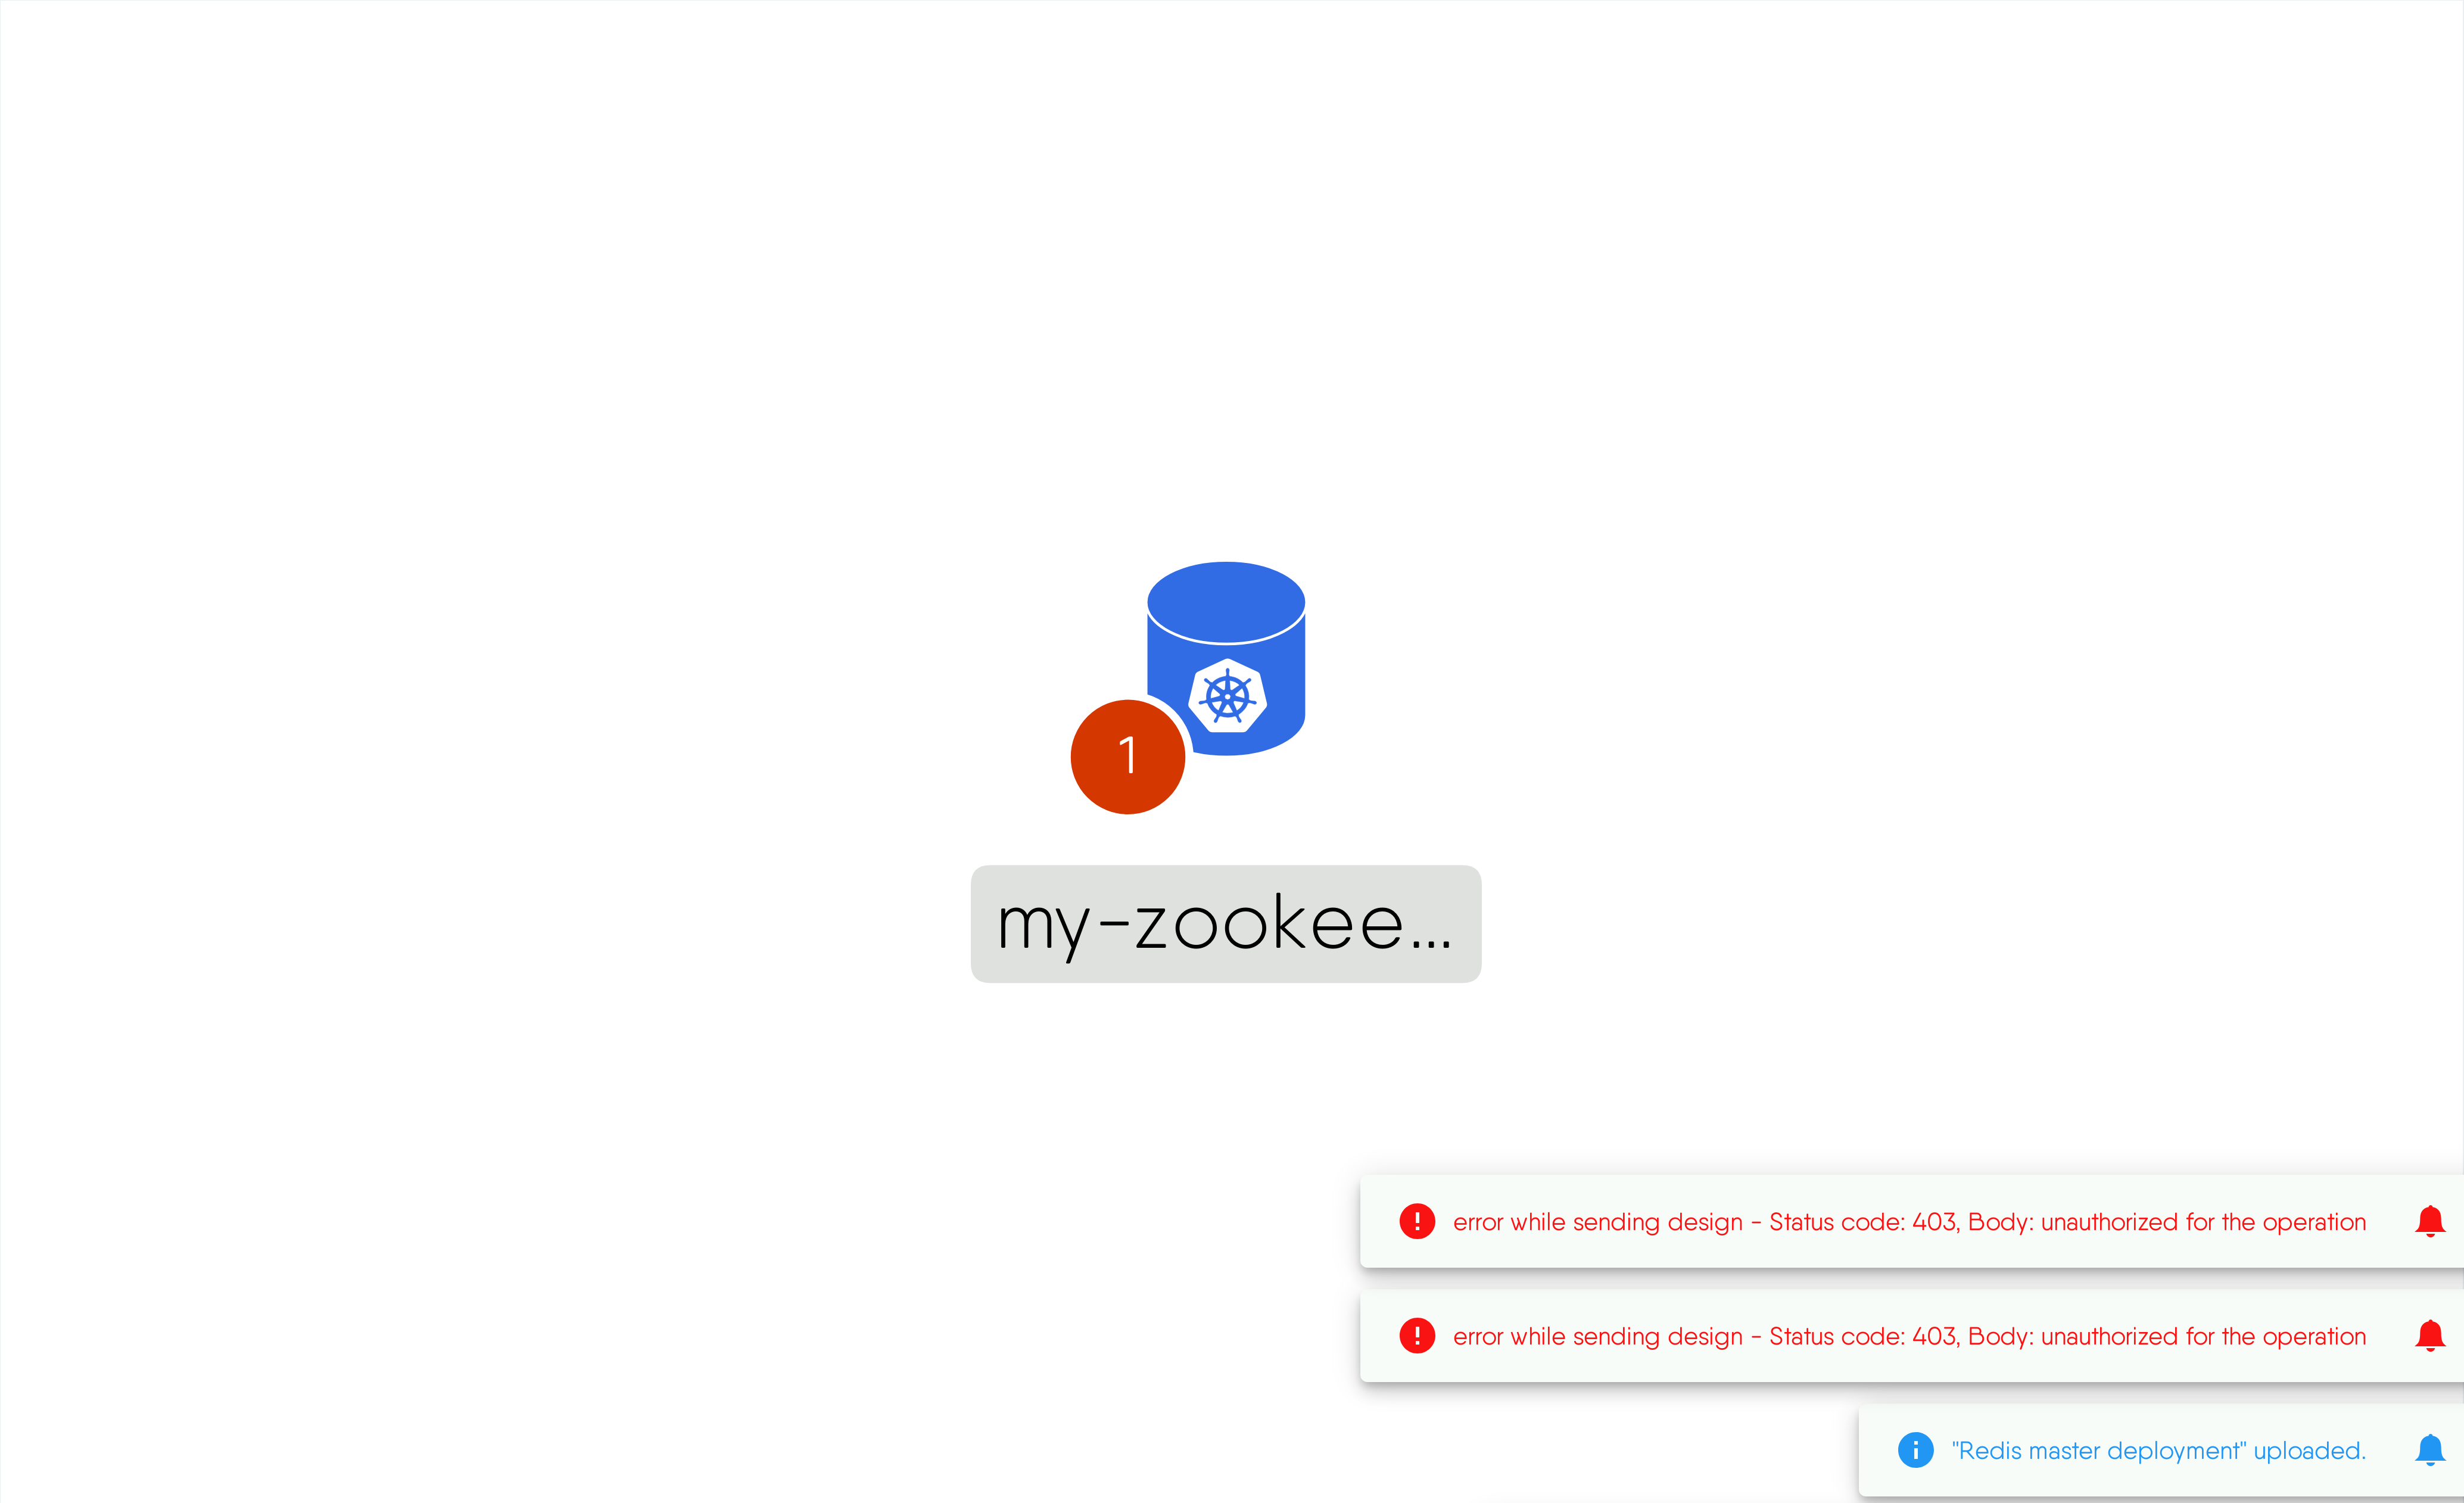 1
my-zookee...
error while sending design - Status code: 403, Body: unauthorized for the operation
error while sending design - Status code: 403, Body: unauthorized for the operation
"Redis master deployment" uploaded.